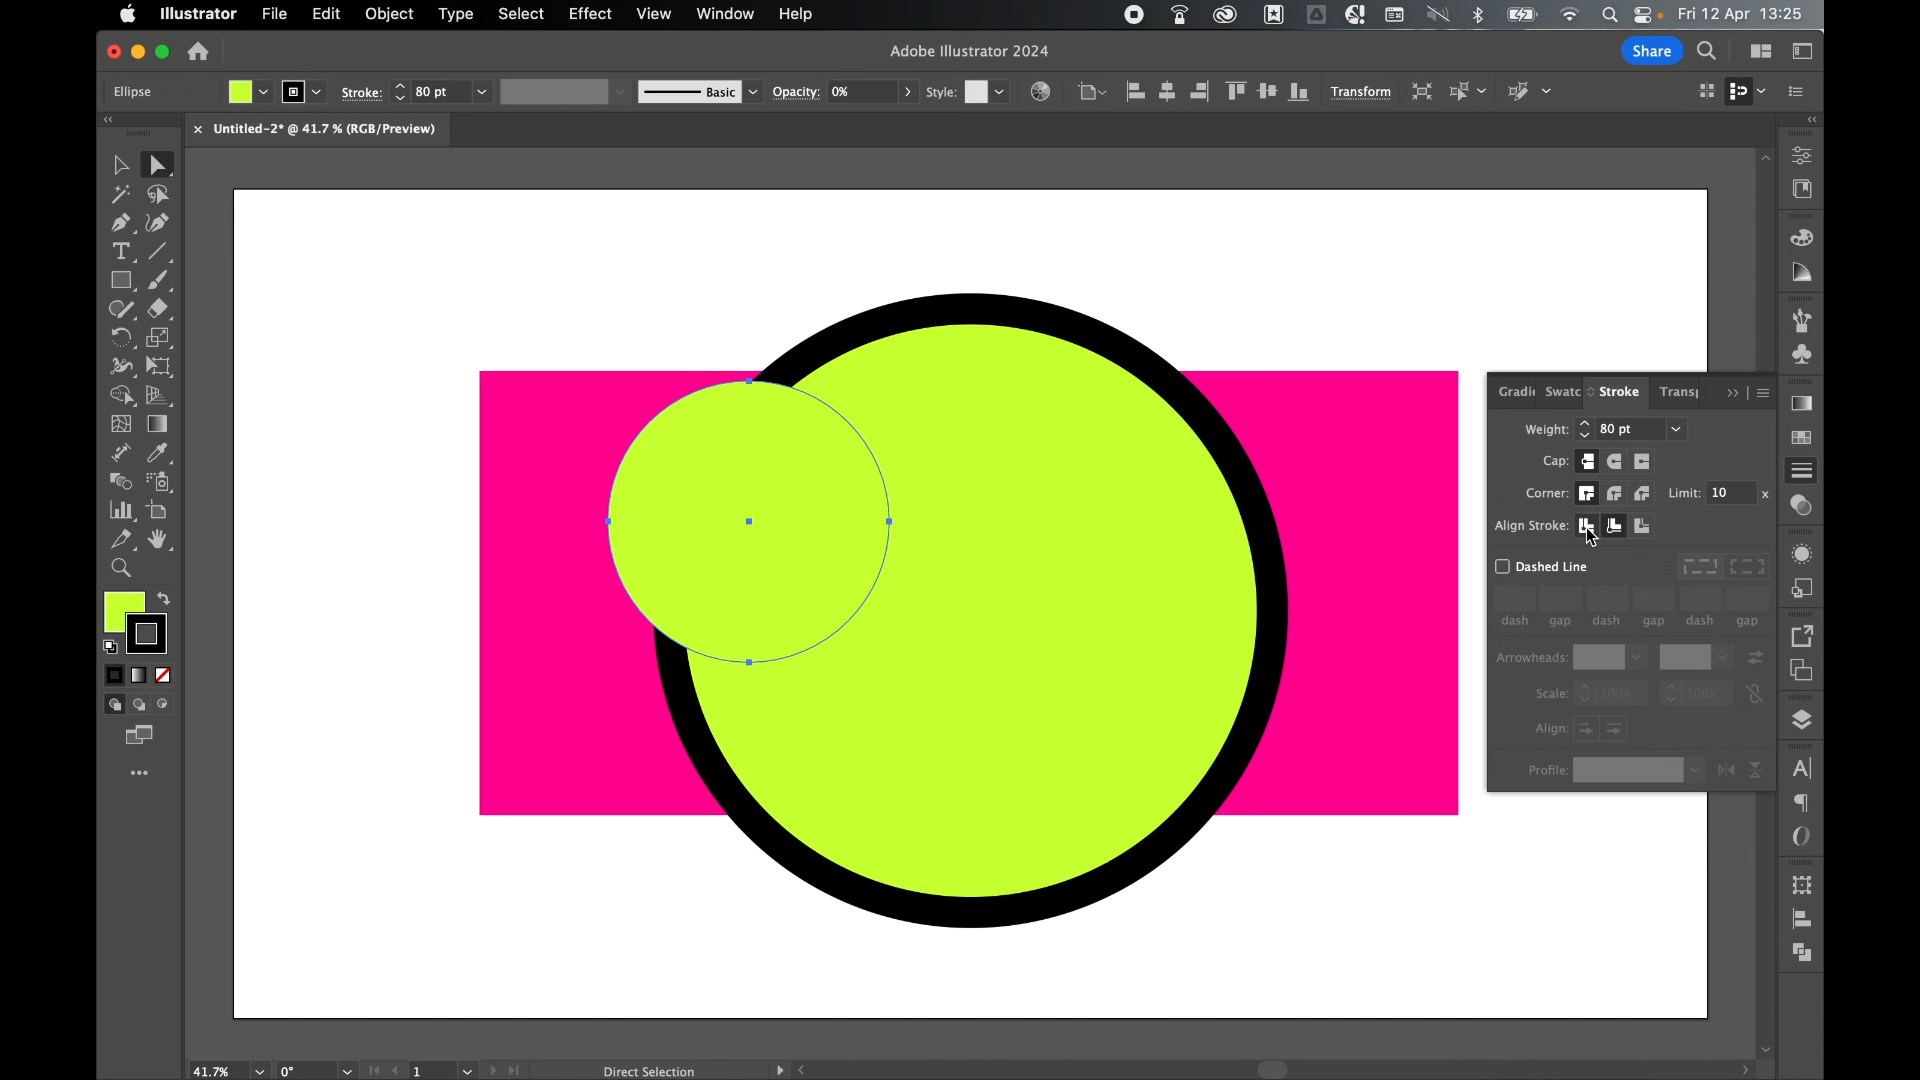 Illustrator File Edit Object Type Select Effect View Window Help Fri 12 Apr 13:25
Adobe Illustrator 2024 Share
Ellipse Stroke: 80 pt Basic Opacity: 0% Style: Transform
× Untitled-2* @ 41.7 % (RGB/Preview)
Gradi Swatc Stroke Transp
Weight: 80 pt
Cap:
Corner: Limit: 10 x
Align Stroke:
Dashed Line
dash gap dash gap dash gap
Arrowheads:
Scale: 100% 100%
Align:
Profile:
41.7% 0° 1 Direct Selection